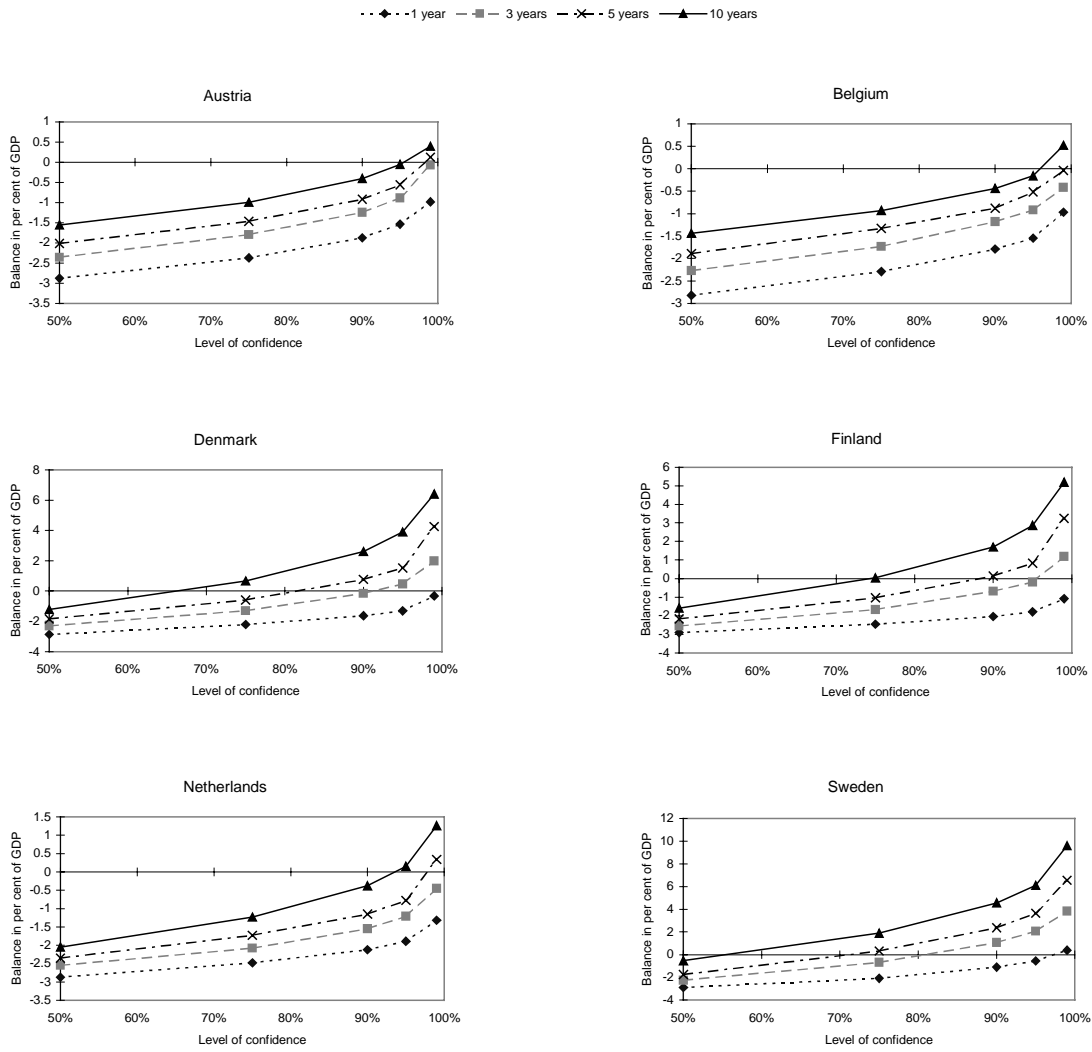 1 year 3 years 5 years 10 years
Austria
Balance in per cent of GDP
1
0.5
0
-0.5
-1
-1.5
-2
-2.5
-3
-3.5
50% 60% 70% 80% 90% 100%
Level of confidence
Belgium
Balance in per cent of GDP
1
0.5
0
-0.5
-1
-1.5
-2
-2.5
-3
50% 60% 70% 80% 90% 100%
Level of confidence
Denmark
Balance in per cent of GDP
8
6
4
2
0
-2
-4
50% 60% 70% 80% 90% 100%
Level of confidence
Finland
Balance in per cent of GDP
6
5
4
3
2
1
0
-1
-2
-3
-4
50% 60% 70% 80% 90% 100%
Level of confidence
Netherlands
Balance in per cent of GDP
1.5
1
0.5
0
-0.5
-1
-1.5
-2
-2.5
-3
-3.5
50% 60% 70% 80% 90% 100%
Level of confidence
Sweden
Balance in per cent of GDP
12
10
8
6
4
2
0
-2
-4
50% 60% 70% 80% 90% 100%
Level of confidence